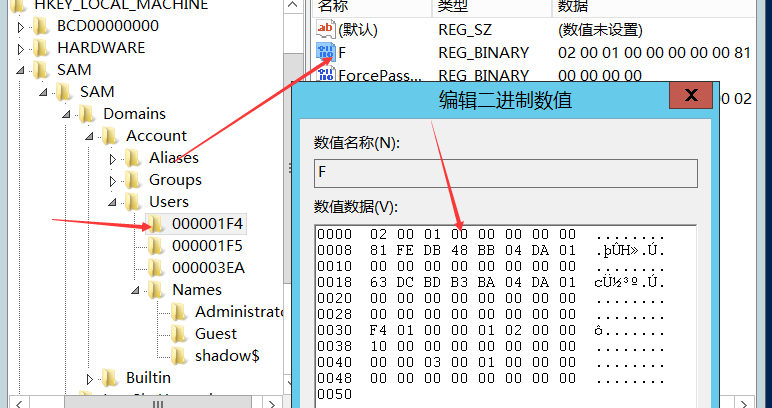 HKEY_LOCAL_MACHINE
BCD00000000
HARDWARE
SAM
SAM
Domains
Account
Aliases
Groups
Users
000001F4
000001F5
000003EA
Names
Administrato
Guest
shadow$
Builtin
名称 类型 数据
(默认) REG_SZ (数值未设置)
F REG_BINARY 02 00 01 00 00 00 00 00 81
ForcePass... REG_BINARY 00 00 00 00
00 02
编辑二进制数值
X
数值名称(N):
F
数值数据(V):
0000 02 00 01 00 00 00 00 00 ........
0008 81 FE DB 48 BB 04 DA 01 .þÛH».Ú.
0010 00 00 00 00 00 00 00 00 ........
0018 63 DC BD B3 BA 04 DA 01 cÜ½³º.Ú.
0020 00 00 00 00 00 00 00 00 ........
0028 00 00 00 00 00 00 00 00 ........
0030 F4 01 00 00 01 02 00 00 ô.......
0038 10 00 00 00 00 00 00 00 ........
0040 00 00 03 00 01 00 00 00 ........
0048 00 00 00 00 00 00 00 00 ........
0050